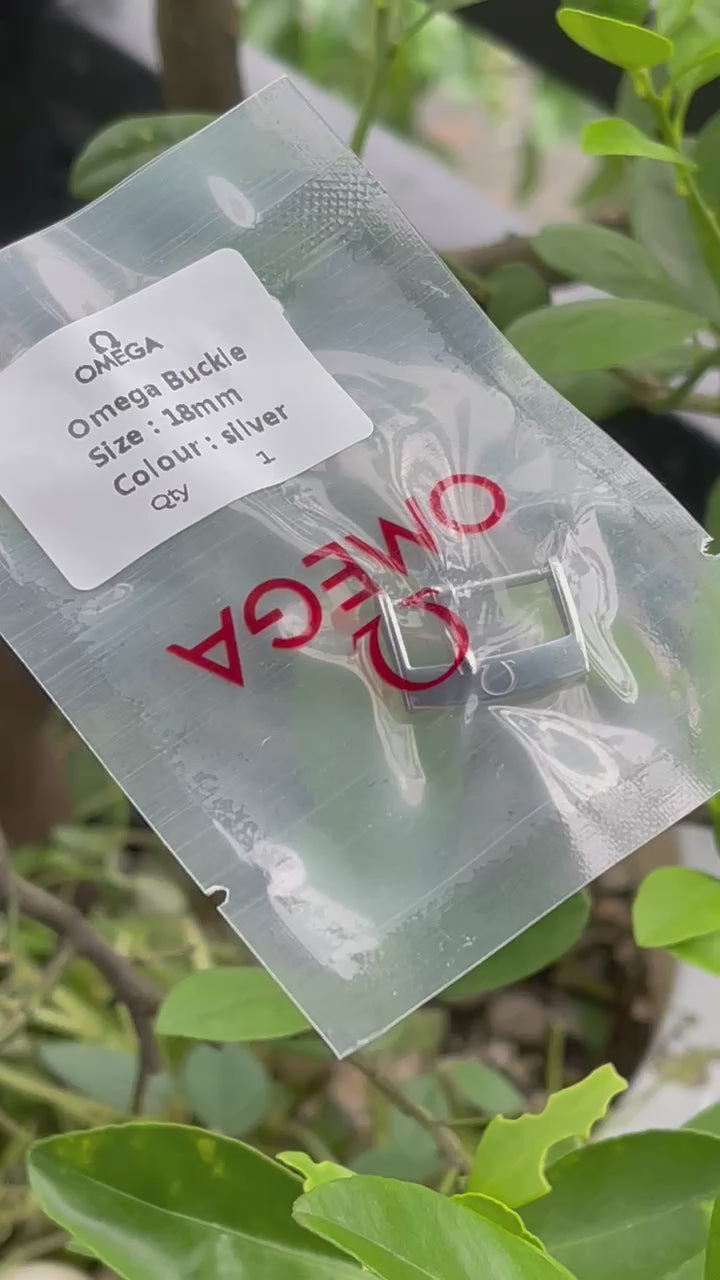 OMEGA
Omega Buckle
Size : 18mm
Colour : silver
Qty 1
OMEGA